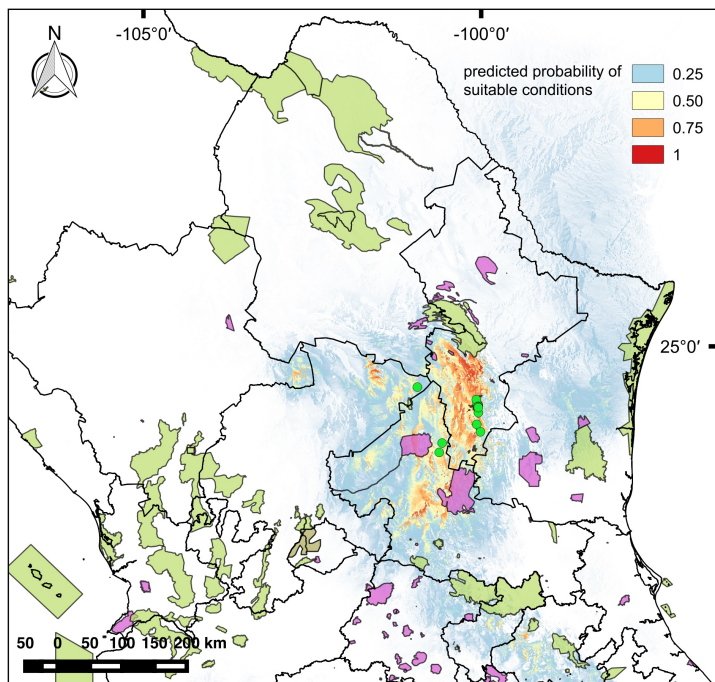 -105°0′
-100°0′
N
predicted probability of
suitable conditions
0.25
0.50
0.75
1
25°0′
50 0 50 100 150 200 km